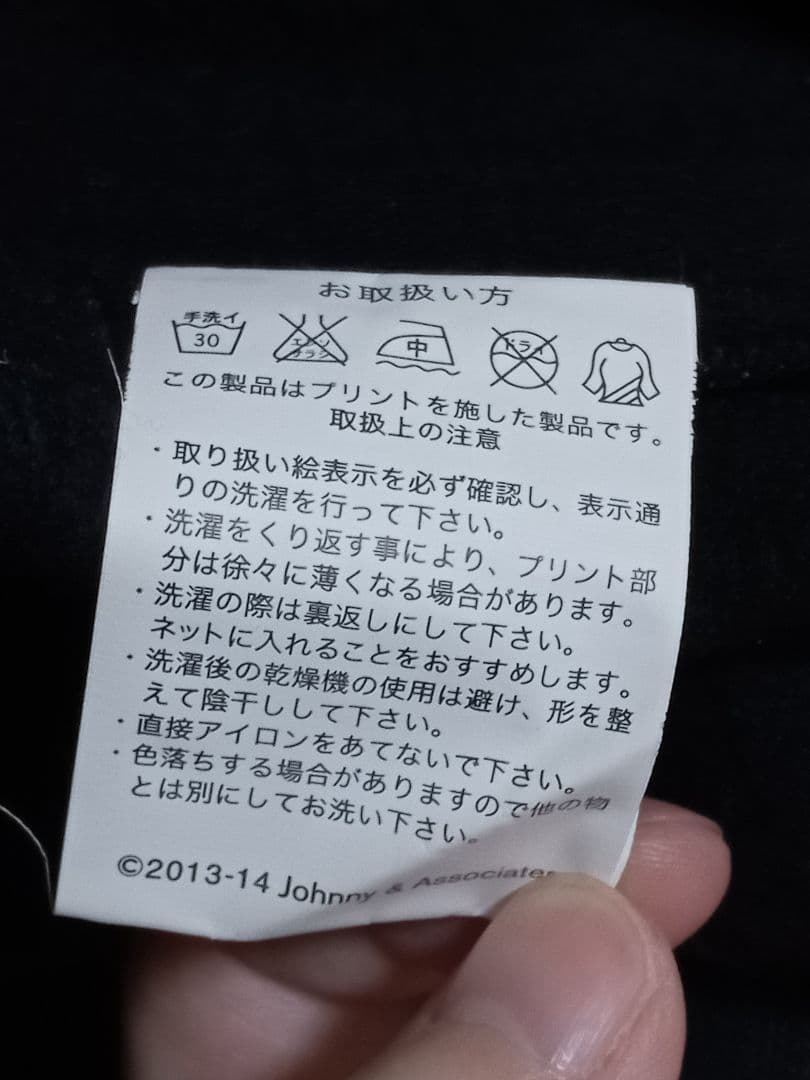 お取扱い方
手洗イ
30
エンソ
サラシ
中
ドライ
この製品はプリントを施した製品です。
取扱上の注意
・取り扱い絵表示を必ず確認し、表示通
りの洗濯を行って下さい。
・洗濯をくり返す事により、プリント部
分は徐々に薄くなる場合があります。
・洗濯の際は裏返しにして下さい。
ネットに入れることをおすすめします。
・洗濯後の乾燥機の使用は避け、形を整
えて陰干しして下さい。
・直接アイロンをあてないで下さい。
・色落ちする場合がありますので他の物
とは別にしてお洗い下さい。
©2013-14 Johnny & Associates